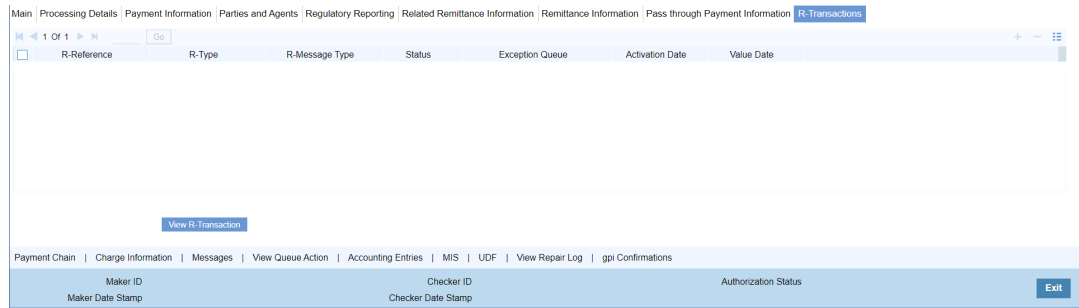 Main Processing Details Payment Information Parties and Agents Regulatory Reporting Related Remittance Information Remittance Information Pass through Payment Information R-Transactions
1 Of 1 Go
R-Reference R-Type R-Message Type Status Exception Queue Activation Date Value Date
View R-Transaction
Payment Chain | Charge Information | Messages | View Queue Action | Accounting Entries | MIS | UDF | View Repair Log | gpi Confirmations
Maker ID Checker ID Authorization Status
Exit
Maker Date Stamp Checker Date Stamp